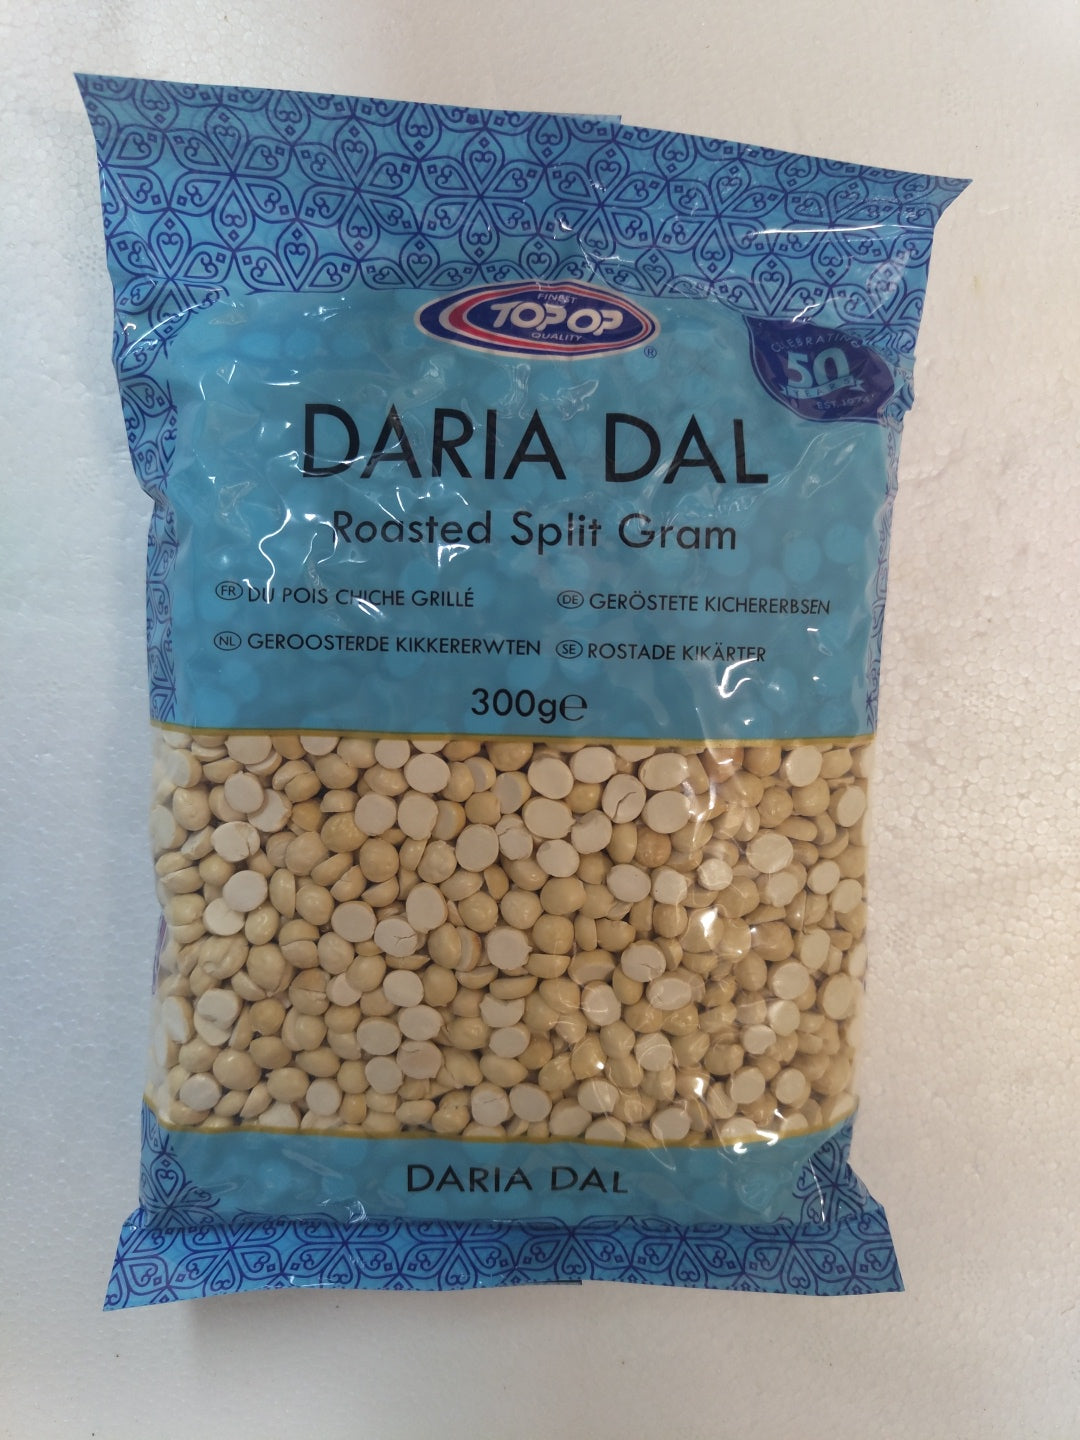 FINEST
TOP OP
QUALITY
®
CELEBRATING
50
YEARS
EST. 1974
DARIA DAL
Roasted Split Gram
FR DU POIS CHICHE GRILLÉ
DE GERÖSTETE KICHERERBSEN
NL GEROOSTERDE KIKKERERWTEN
SE ROSTADE KIKÄRTER
300g℮
DARIA DAL